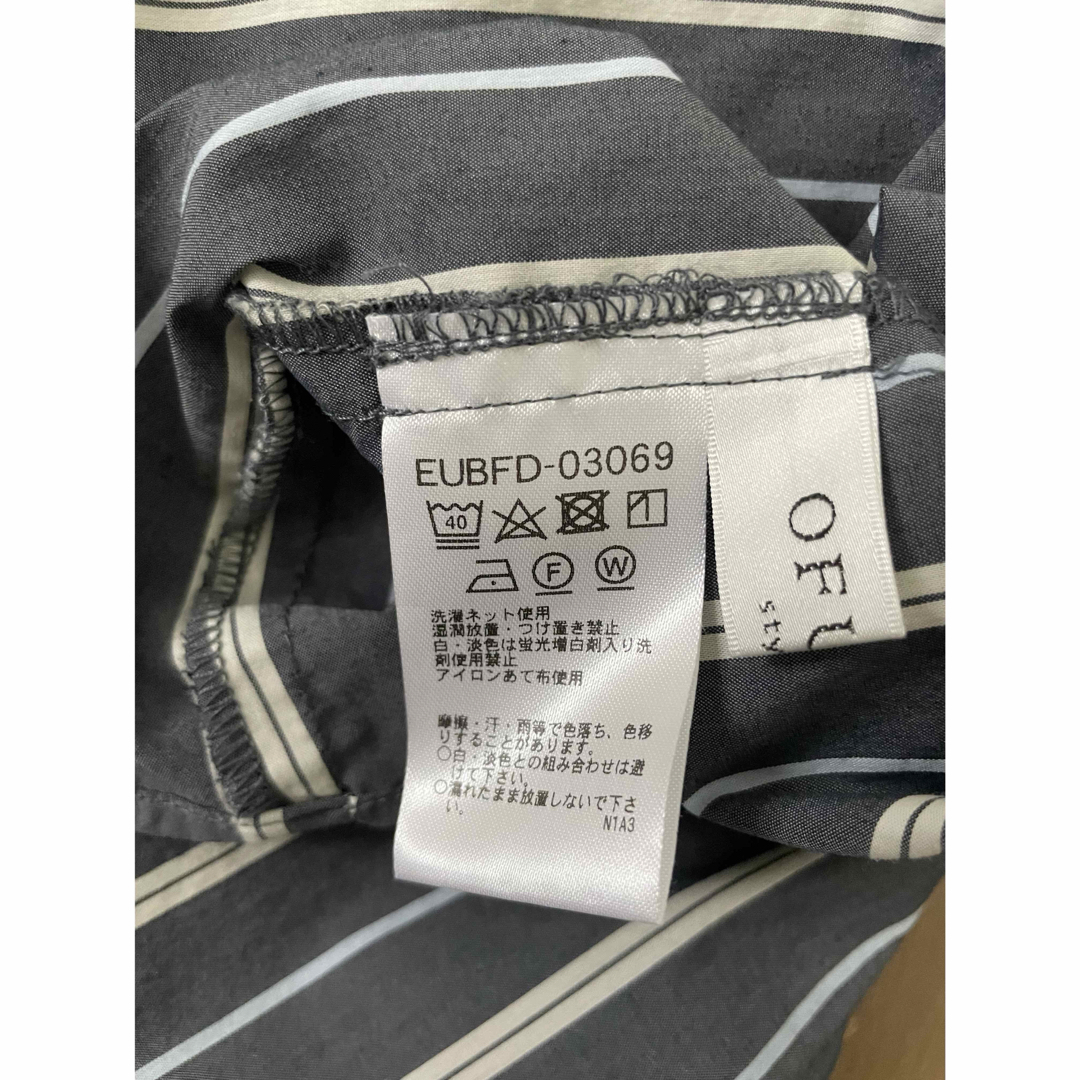 EUBFD-03069
40
F W
洗濯ネット使用
湿潤放置・つけ置き禁止
白・淡色は蛍光増白剤入り洗
剤使用禁止
アイロンあて布使用
摩擦・汗・雨等で色落ち、色移
りすることがあります。
○白・淡色との組み合わせは避
けて下さい。
○濡れたまま放置しないで下さ
い。
N1A3
OFU